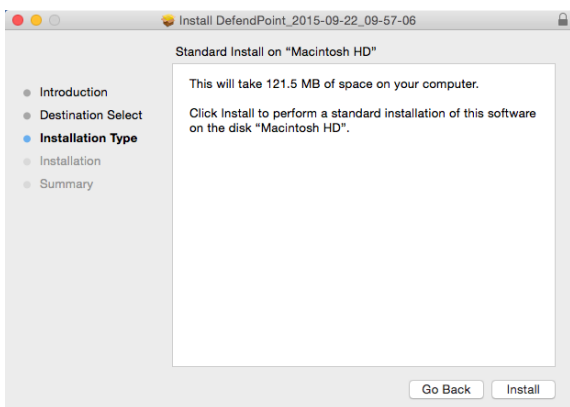 Install DefendPoint_2015-09-22_09-57-06
Standard Install on “Macintosh HD”
Introduction
Destination Select
Installation Type
Installation
Summary
This will take 121.5 MB of space on your computer.
Click Install to perform a standard installation of this software
on the disk “Macintosh HD”.
Go Back
Install